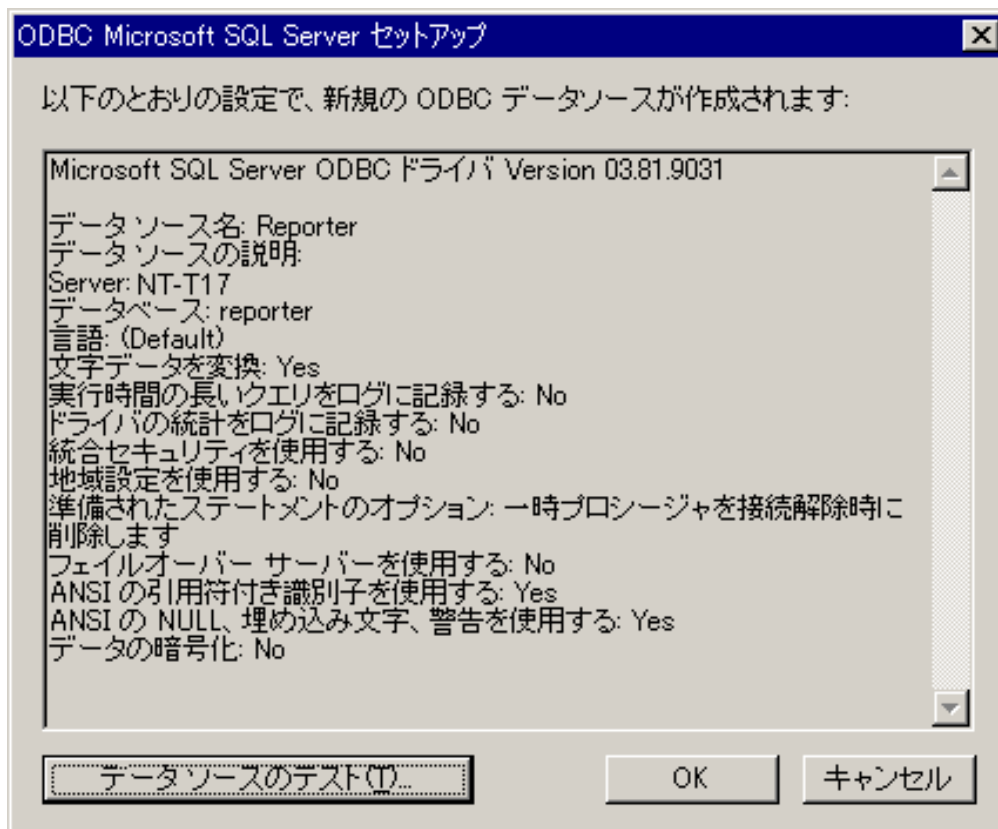 ODBC Microsoft SQL Server セットアップ
以下のとおりの設定で、新規の ODBC データソースが作成されます:
Microsoft SQL Server ODBC ドライバ Version 03.81.9031
データ ソース名: Reporter
データ ソースの説明:
Server: NT-T17
データベース: reporter
言語: (Default)
文字データを変換: Yes
実行時間の長いクエリをログに記録する: No
ドライバの統計をログに記録する: No
統合セキュリティを使用する: No
地域設定を使用する: No
準備されたステートメントのオプション: 一時プロシージャを接続解除時に
削除します
フェイルオーバー サーバーを使用する: No
ANSI の引用符付き識別子を使用する: Yes
ANSI の NULL、埋め込み文字、警告を使用する: Yes
データの暗号化: No
データ ソースのテスト(T)... OK キャンセル